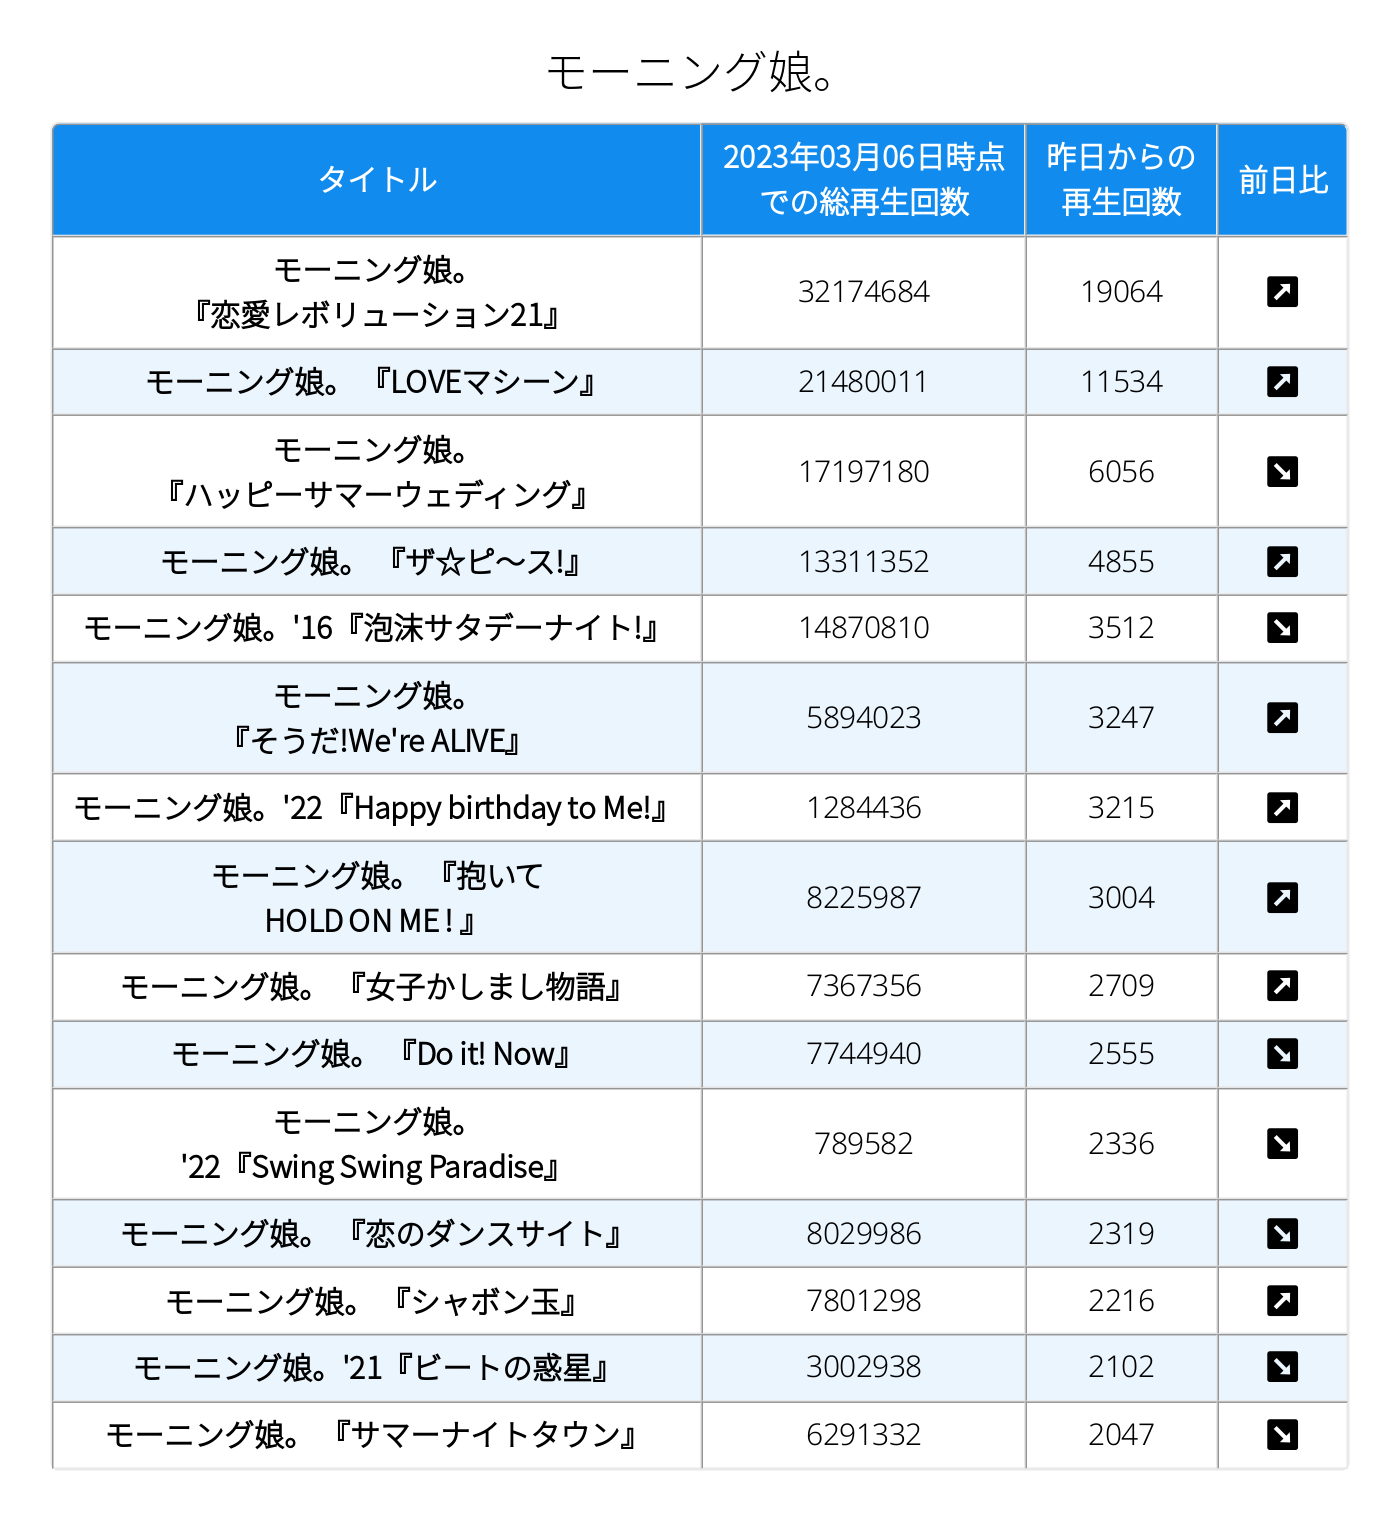 モーニング娘。
タイトル
2023年03月06日時点
での総再生回数
昨日からの
再生回数
前日比
モーニング娘。
『恋愛レボリューション21』
32174684
19064
モーニング娘。 『LOVEマシーン』
21480011
11534
モーニング娘。
『ハッピーサマーウェディング』
17197180
6056
モーニング娘。 『ザ☆ピ〜ス!』
13311352
4855
モーニング娘。'16『泡沫サタデーナイト!』
14870810
3512
モーニング娘。
『そうだ!We're ALIVE』
5894023
3247
モーニング娘。'22『Happy birthday to Me!』
1284436
3215
モーニング娘。 『抱いて
HOLD ON ME ! 』
8225987
3004
モーニング娘。 『女子かしまし物語』
7367356
2709
モーニング娘。 『Do it! Now』
7744940
2555
モーニング娘。
'22『Swing Swing Paradise』
789582
2336
モーニング娘。 『恋のダンスサイト』
8029986
2319
モーニング娘。 『シャボン玉』
7801298
2216
モーニング娘。'21『ビートの惑星』
3002938
2102
モーニング娘。 『サマーナイトタウン』
6291332
2047